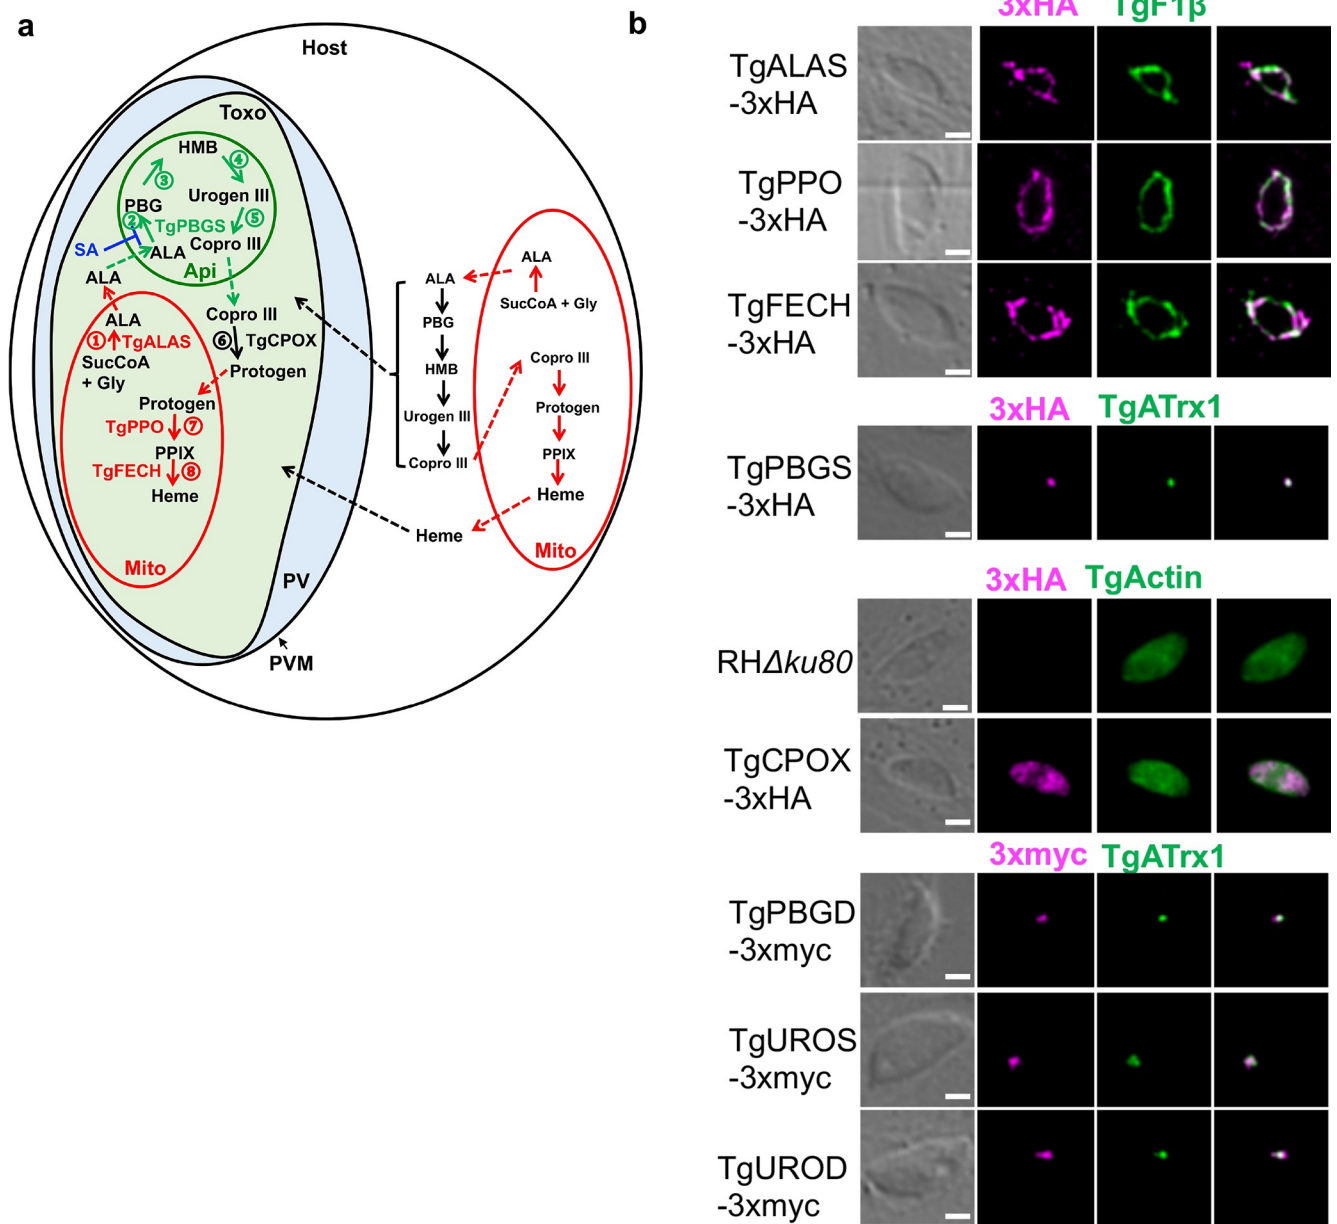 a
Host
Toxo
HMB
③
④
Urogen III
PBG
②
TgPBGS
⑤
Copro III
SA
ALA
Api
ALA
Copro III
ALA
⑥
TgCPOX
①
TgALAS
SucCoA
+ Gly
Protogen
Protogen
TgPPO
⑦
PPIX
TgFECH
⑧
Heme
Mito
PV
PVM
ALA
PBG
HMB
Urogen III
Copro III
Heme
ALA
SucCoA + Gly
Copro III
Protogen
PPIX
Heme
Mito
b
3xHA TgF1β
TgALAS
-3xHA
TgPPO
-3xHA
TgFECH
-3xHA
3xHA TgATrx1
TgPBGS
-3xHA
3xHA TgActin
RHΔku80
TgCPOX
-3xHA
3xmyc TgATrx1
TgPBGD
-3xmyc
TgUROS
-3xmyc
TgUROD
-3xmyc